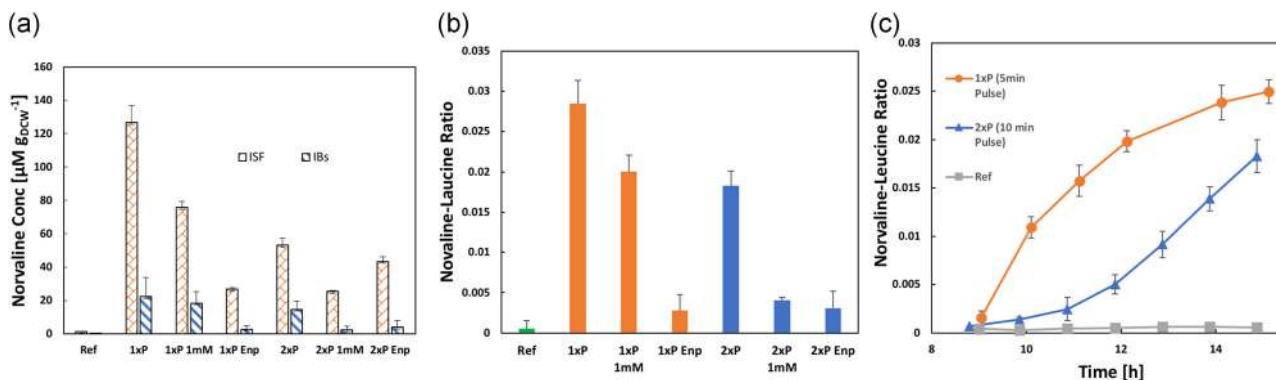 (a)
Norvaline Conc [µM gDCW-1]
160
140
120
100
80
60
40
20
0
ISF
IBs
Ref
1xP
1xP 1mM
1xP Enp
2xP
2xP 1mM
2xP Enp
(b)
Novaline-Laucine Ratio
0.035
0.03
0.025
0.02
0.015
0.01
0.005
0
Ref
1xP
1xP
1mM
1xP Enp
2xP
2xP
1mM
2xP Enp
(c)
Norvaline-Leucine Ratio
0.03
0.025
0.02
0.015
0.01
0.005
0
1xP (5min
Pulse)
2xP (10 min
Pulse)
Ref
8
10
12
14
Time [h]